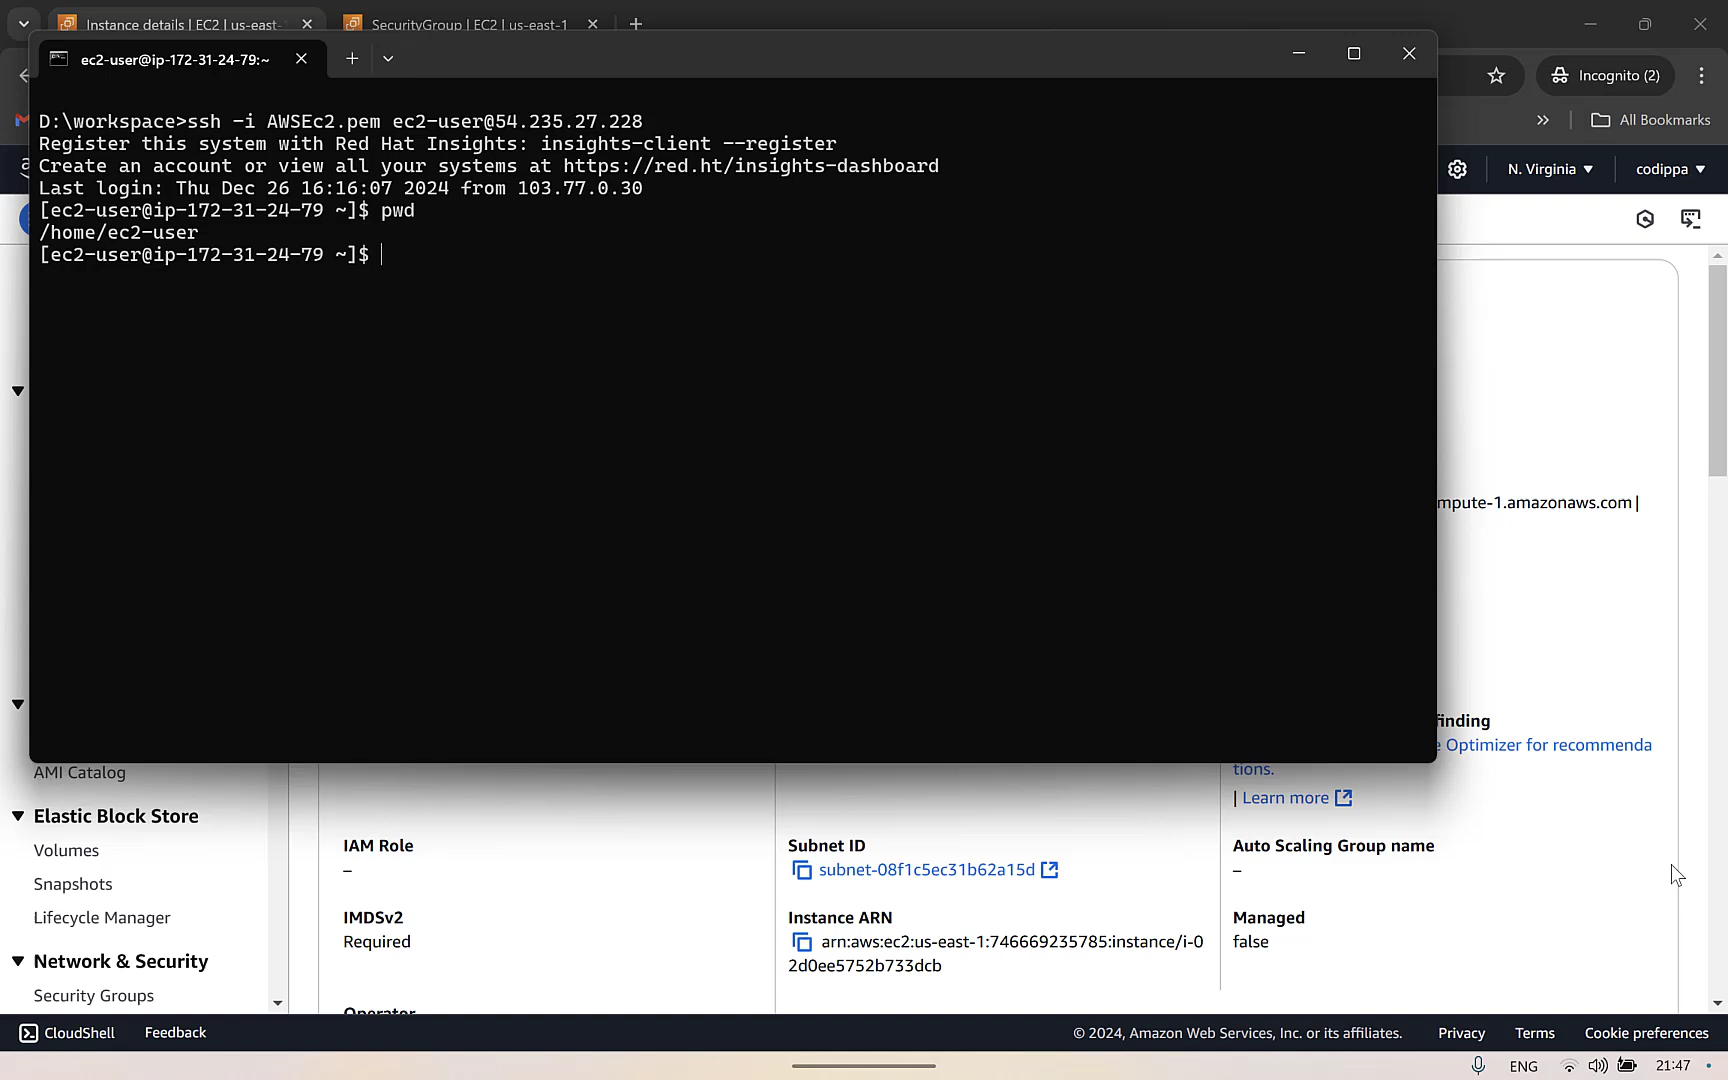 Instance details | EC2 | us-east-
SecurityGroup | EC2 | us-east-1
ec2-user@ip-172-31-24-79:~
Incognito (2)
All Bookmarks
N. Virginia
codippa
D:\workspace>ssh -i AWSEc2.pem ec2-user@54.235.27.228
Register this system with Red Hat Insights: insights-client --register
Create an account or view all your systems at https://red.ht/insights-dashboard
Last login: Thu Dec 26 16:16:07 2024 from 103.77.0.30
[ec2-user@ip-172-31-24-79 ~]$ pwd
/home/ec2-user
[ec2-user@ip-172-31-24-79 ~]$
mpute-1.amazonaws.com |
finding
e Optimizer for recommenda
tions.
| Learn more
AMI Catalog
Elastic Block Store
Volumes
Snapshots
Lifecycle Manager
Network & Security
Security Groups
IAM Role
–
Subnet ID
subnet-08f1c5ec31b62a15d
Auto Scaling Group name
–
IMDSv2
Required
Instance ARN
arn:aws:ec2:us-east-1:746669235785:instance/i-0
2d0ee5752b733dcb
Managed
false
Operator
CloudShell
Feedback
© 2024, Amazon Web Services, Inc. or its affiliates.
Privacy
Terms
Cookie preferences
ENG
21:47